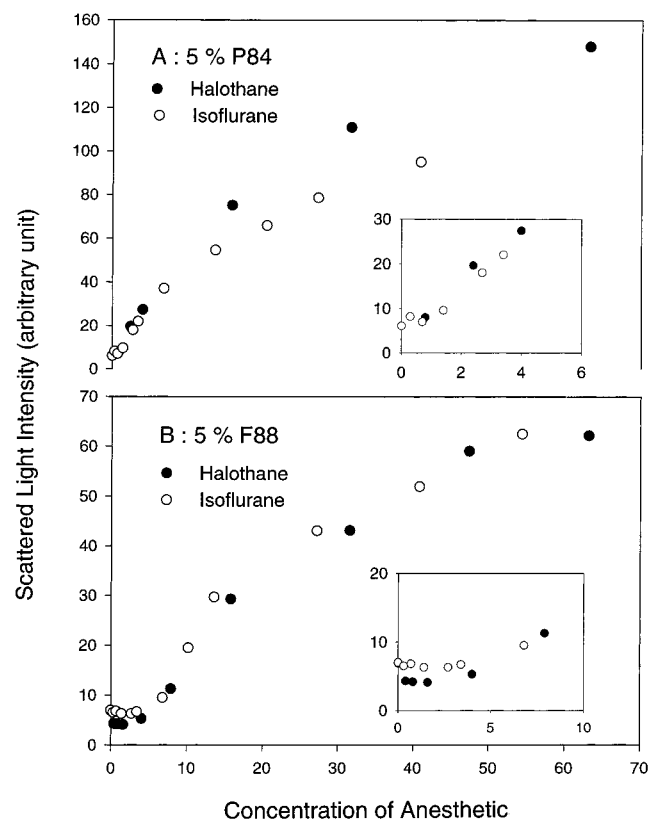 Scattered Light Intensity (arbitrary unit)
160
140
120
100
80
60
40
20
0
A : 5 % P84
Halothane
Isoflurane
30
20
10
0
0 2 4 6
70
60
50
40
30
20
10
0
B : 5 % F88
Halothane
Isoflurane
20
10
0
0 5 10
0 10 20 30 40 50 60 70
Concentration of Anesthetic